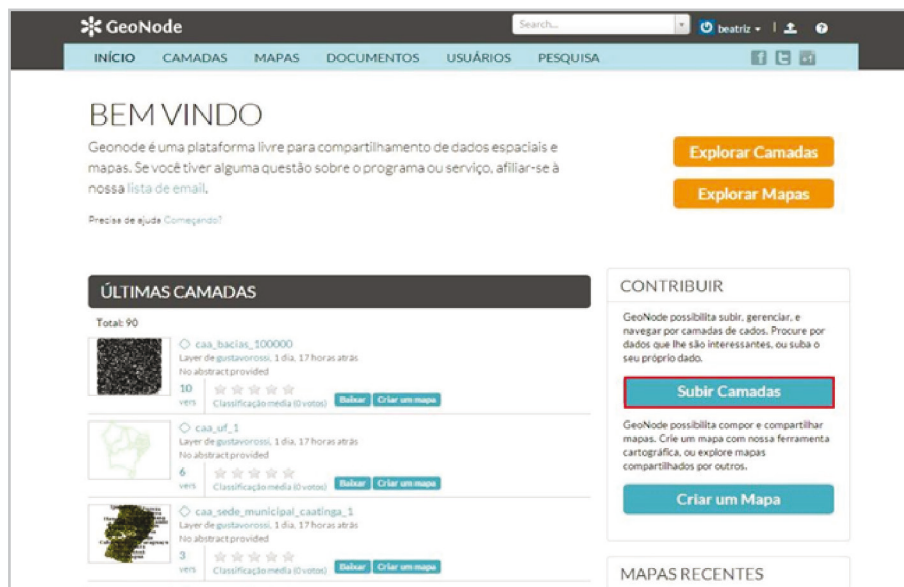 GeoNode
Search...
beatriz
INÍCIO CAMADAS MAPAS DOCUMENTOS USUÁRIOS PESQUISA
BEM VINDO
Geonode é uma plataforma livre para compartilhamento de dados espaciais e
mapas. Se você tiver alguma questão sobre o programa ou serviço, afiliar-se à
nossa lista de email.
Precisa de ajuda Começando?
Explorar Camadas
Explorar Mapas
ÚLTIMAS CAMADAS
Total: 90
caa_bacias_100000
Layer de gustavorossi, 1 dia, 17 horas atrás
No abstract provided
10
vers
Classificação media (0 votos) Baixar Criar um mapa
caa_uf_1
Layer de gustavorossi, 1 dia, 17 horas atrás
No abstract provided
6
vers
Classificação media (0 votos) Baixar Criar um mapa
caa_sede_municipal_caatinga_1
Layer de gustavorossi, 1 dia, 17 horas atrás
No abstract provided
3
vers
Classificação media (0 votos) Baixar Criar um mapa
CONTRIBUIR
GeoNode possibilita subir, gerenciar, e
navegar por camadas de cados. Procure por
dados que lhe são interessantes, ou suba o
seu próprio dado.
Subir Camadas
GeoNode possibilita compor e compartilhar
mapas. Crie um mapa com nossa ferramenta
cartográfica, ou explore mapas
compartilhados por outros.
Criar um Mapa
MAPAS RECENTES